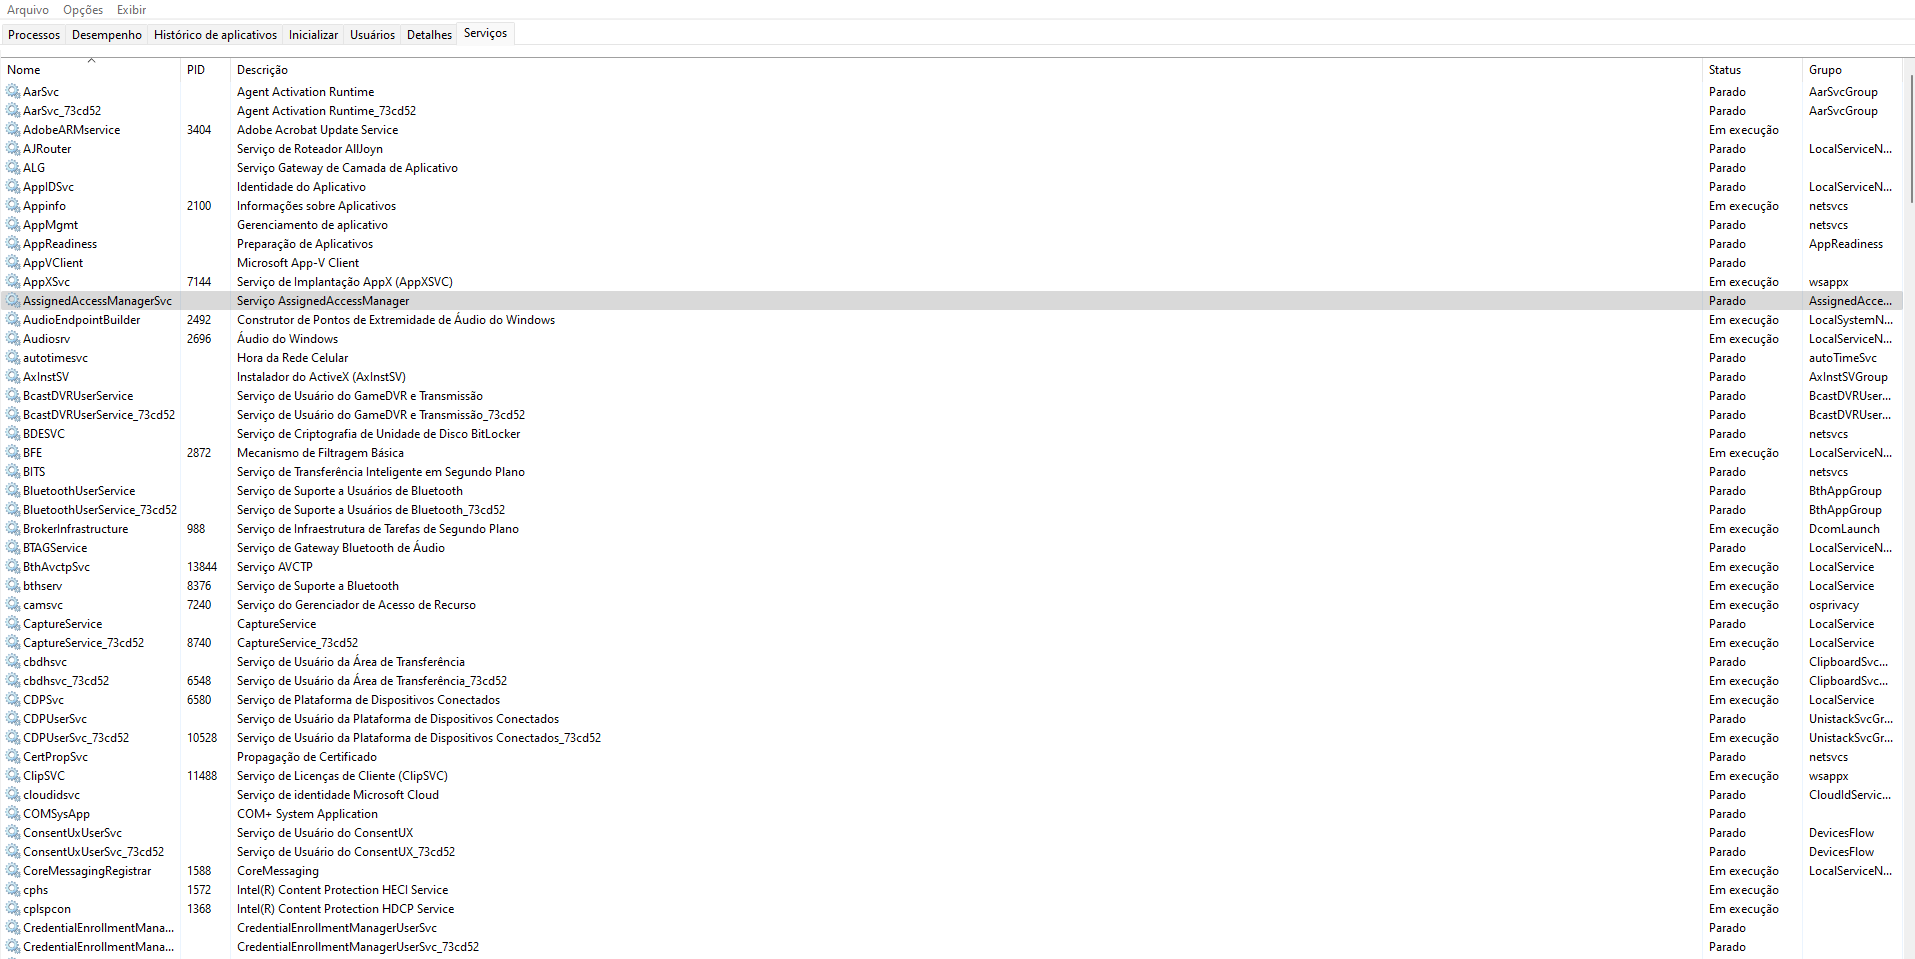 Arquivo Opções Exibir
Processos Desempenho Histórico de aplicativos Inicializar Usuários Detalhes Serviços
Nome PID Descrição Status Grupo
AarSvc Agent Activation Runtime Parado AarSvcGroup
AarSvc_73cd52 Agent Activation Runtime_73cd52 Parado AarSvcGroup
AdobeARMservice 3404 Adobe Acrobat Update Service Em execução
AJRouter Serviço de Roteador AllJoyn Parado LocalServiceN...
ALG Serviço Gateway de Camada de Aplicativo Parado
AppIDSvc Identidade do Aplicativo Parado LocalServiceN...
Appinfo 2100 Informações sobre Aplicativos Em execução netsvcs
AppMgmt Gerenciamento de aplicativo Parado netsvcs
AppReadiness Preparação de Aplicativos Parado AppReadiness
AppVClient Microsoft App-V Client Parado
AppXSvc 7144 Serviço de Implantação AppX (AppXSVC) Em execução wsappx
AssignedAccessManagerSvc Serviço AssignedAccessManager Parado AssignedAcce...
AudioEndpointBuilder 2492 Construtor de Pontos de Extremidade de Áudio do Windows Em execução LocalSystemN...
Audiosrv 2696 Áudio do Windows Em execução LocalServiceN...
autotimesvc Hora da Rede Celular Parado autoTimeSvc
AxInstSV Instalador do ActiveX (AxInstSV) Parado AxInstSVGroup
BcastDVRUserService Serviço de Usuário do GameDVR e Transmissão Parado BcastDVRUser...
BcastDVRUserService_73cd52 Serviço de Usuário do GameDVR e Transmissão_73cd52 Parado BcastDVRUser...
BDESVC Serviço de Criptografia de Unidade de Disco BitLocker Parado netsvcs
BFE 2872 Mecanismo de Filtragem Básica Em execução LocalServiceN...
BITS Serviço de Transferência Inteligente em Segundo Plano Parado netsvcs
BluetoothUserService Serviço de Suporte a Usuários de Bluetooth Parado BthAppGroup
BluetoothUserService_73cd52 Serviço de Suporte a Usuários de Bluetooth_73cd52 Parado BthAppGroup
BrokerInfrastructure 988 Serviço de Infraestrutura de Tarefas de Segundo Plano Em execução DcomLaunch
BTAGService Serviço de Gateway Bluetooth de Áudio Parado LocalServiceN...
BthAvctpSvc 13844 Serviço AVCTP Em execução LocalService
bthserv 8376 Serviço de Suporte a Bluetooth Em execução LocalService
camsvc 7240 Serviço do Gerenciador de Acesso de Recurso Em execução osprivacy
CaptureService CaptureService Parado LocalService
CaptureService_73cd52 8740 CaptureService_73cd52 Em execução LocalService
cbdhsvc Serviço de Usuário da Área de Transferência Parado ClipboardSvc...
cbdhsvc_73cd52 6548 Serviço de Usuário da Área de Transferência_73cd52 Em execução ClipboardSvc...
CDPSvc 6580 Serviço de Plataforma de Dispositivos Conectados Em execução LocalService
CDPUserSvc Serviço de Usuário da Plataforma de Dispositivos Conectados Parado UnistackSvcGr...
CDPUserSvc_73cd52 10528 Serviço de Usuário da Plataforma de Dispositivos Conectados_73cd52 Em execução UnistackSvcGr...
CertPropSvc Propagação de Certificado Parado netsvcs
ClipSVC 11488 Serviço de Licenças de Cliente (ClipSVC) Em execução wsappx
cloudidsvc Serviço de identidade Microsoft Cloud Parado CloudIdServic...
COMSysApp COM+ System Application Parado
ConsentUxUserSvc Serviço de Usuário do ConsentUX Parado DevicesFlow
ConsentUxUserSvc_73cd52 Serviço de Usuário do ConsentUX_73cd52 Parado DevicesFlow
CoreMessagingRegistrar 1588 CoreMessaging Em execução LocalServiceN...
cphs 1572 Intel(R) Content Protection HECI Service Em execução
cplspcon 1368 Intel(R) Content Protection HDCP Service Em execução
CredentialEnrollmentMana... CredentialEnrollmentManagerUserSvc Parado
CredentialEnrollmentMana... CredentialEnrollmentManagerUserSvc_73cd52 Parado